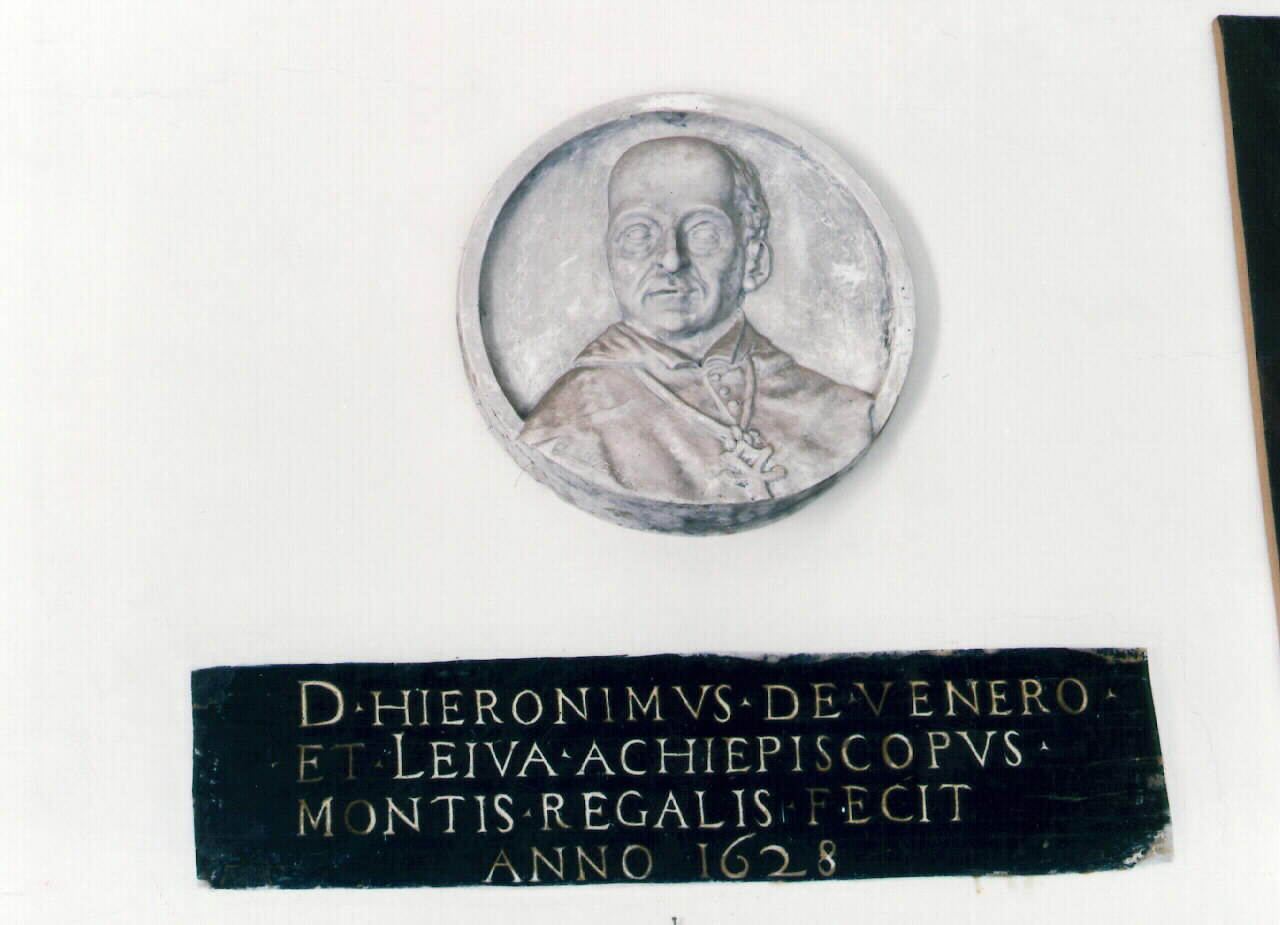 D·HIERONIMVS·DE·VENERO·
ET·LEIVA·ACHIEPISCOPVS·
MONTIS·REGALIS·FECIT
ANNO 1628